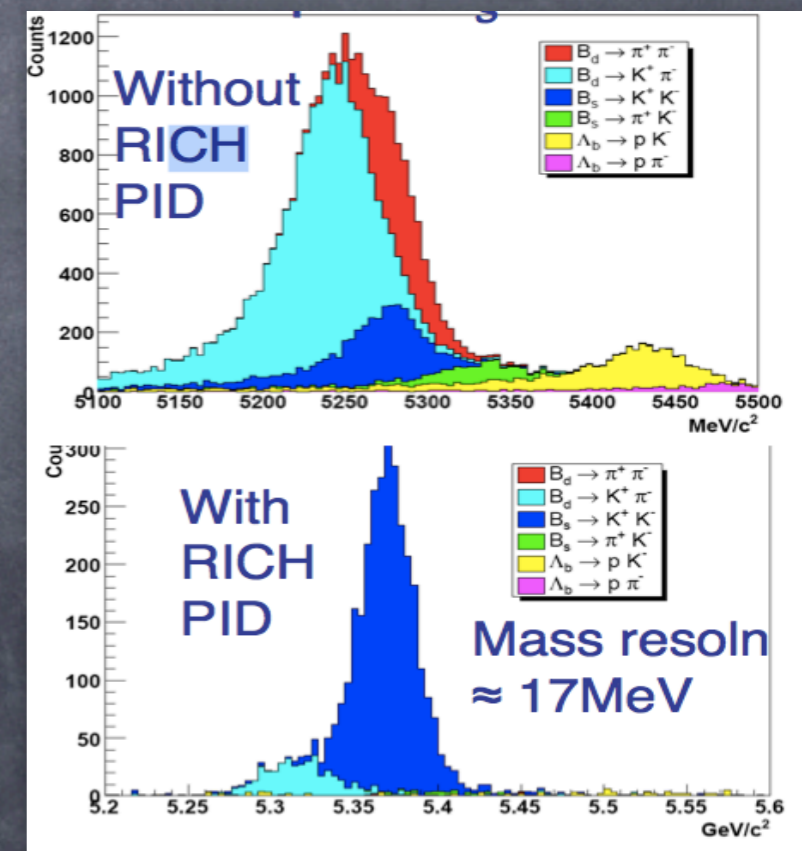 Counts
1200
1000
800
600
400
200
0
5100 5150 5200 5250 5300 5350 5400 5450 5500
MeV/c²
Without
RICH
PID
B_d → π⁺ π⁻
B_d → K⁺ π⁻
B_s → K⁺ K⁻
B_s → π⁺ K⁻
Λ_b → p K⁻
Λ_b → p π⁻
Cou
300
250
200
150
100
50
0
5.2 5.25 5.3 5.35 5.4 5.45 5.5 5.55 5.6
GeV/c²
With
RICH
PID
B_d → π⁺ π⁻
B_d → K⁺ π⁻
B_s → K⁺ K⁻
B_s → π⁺ K⁻
Λ_b → p K⁻
Λ_b → p π⁻
Mass resoln
≈ 17MeV